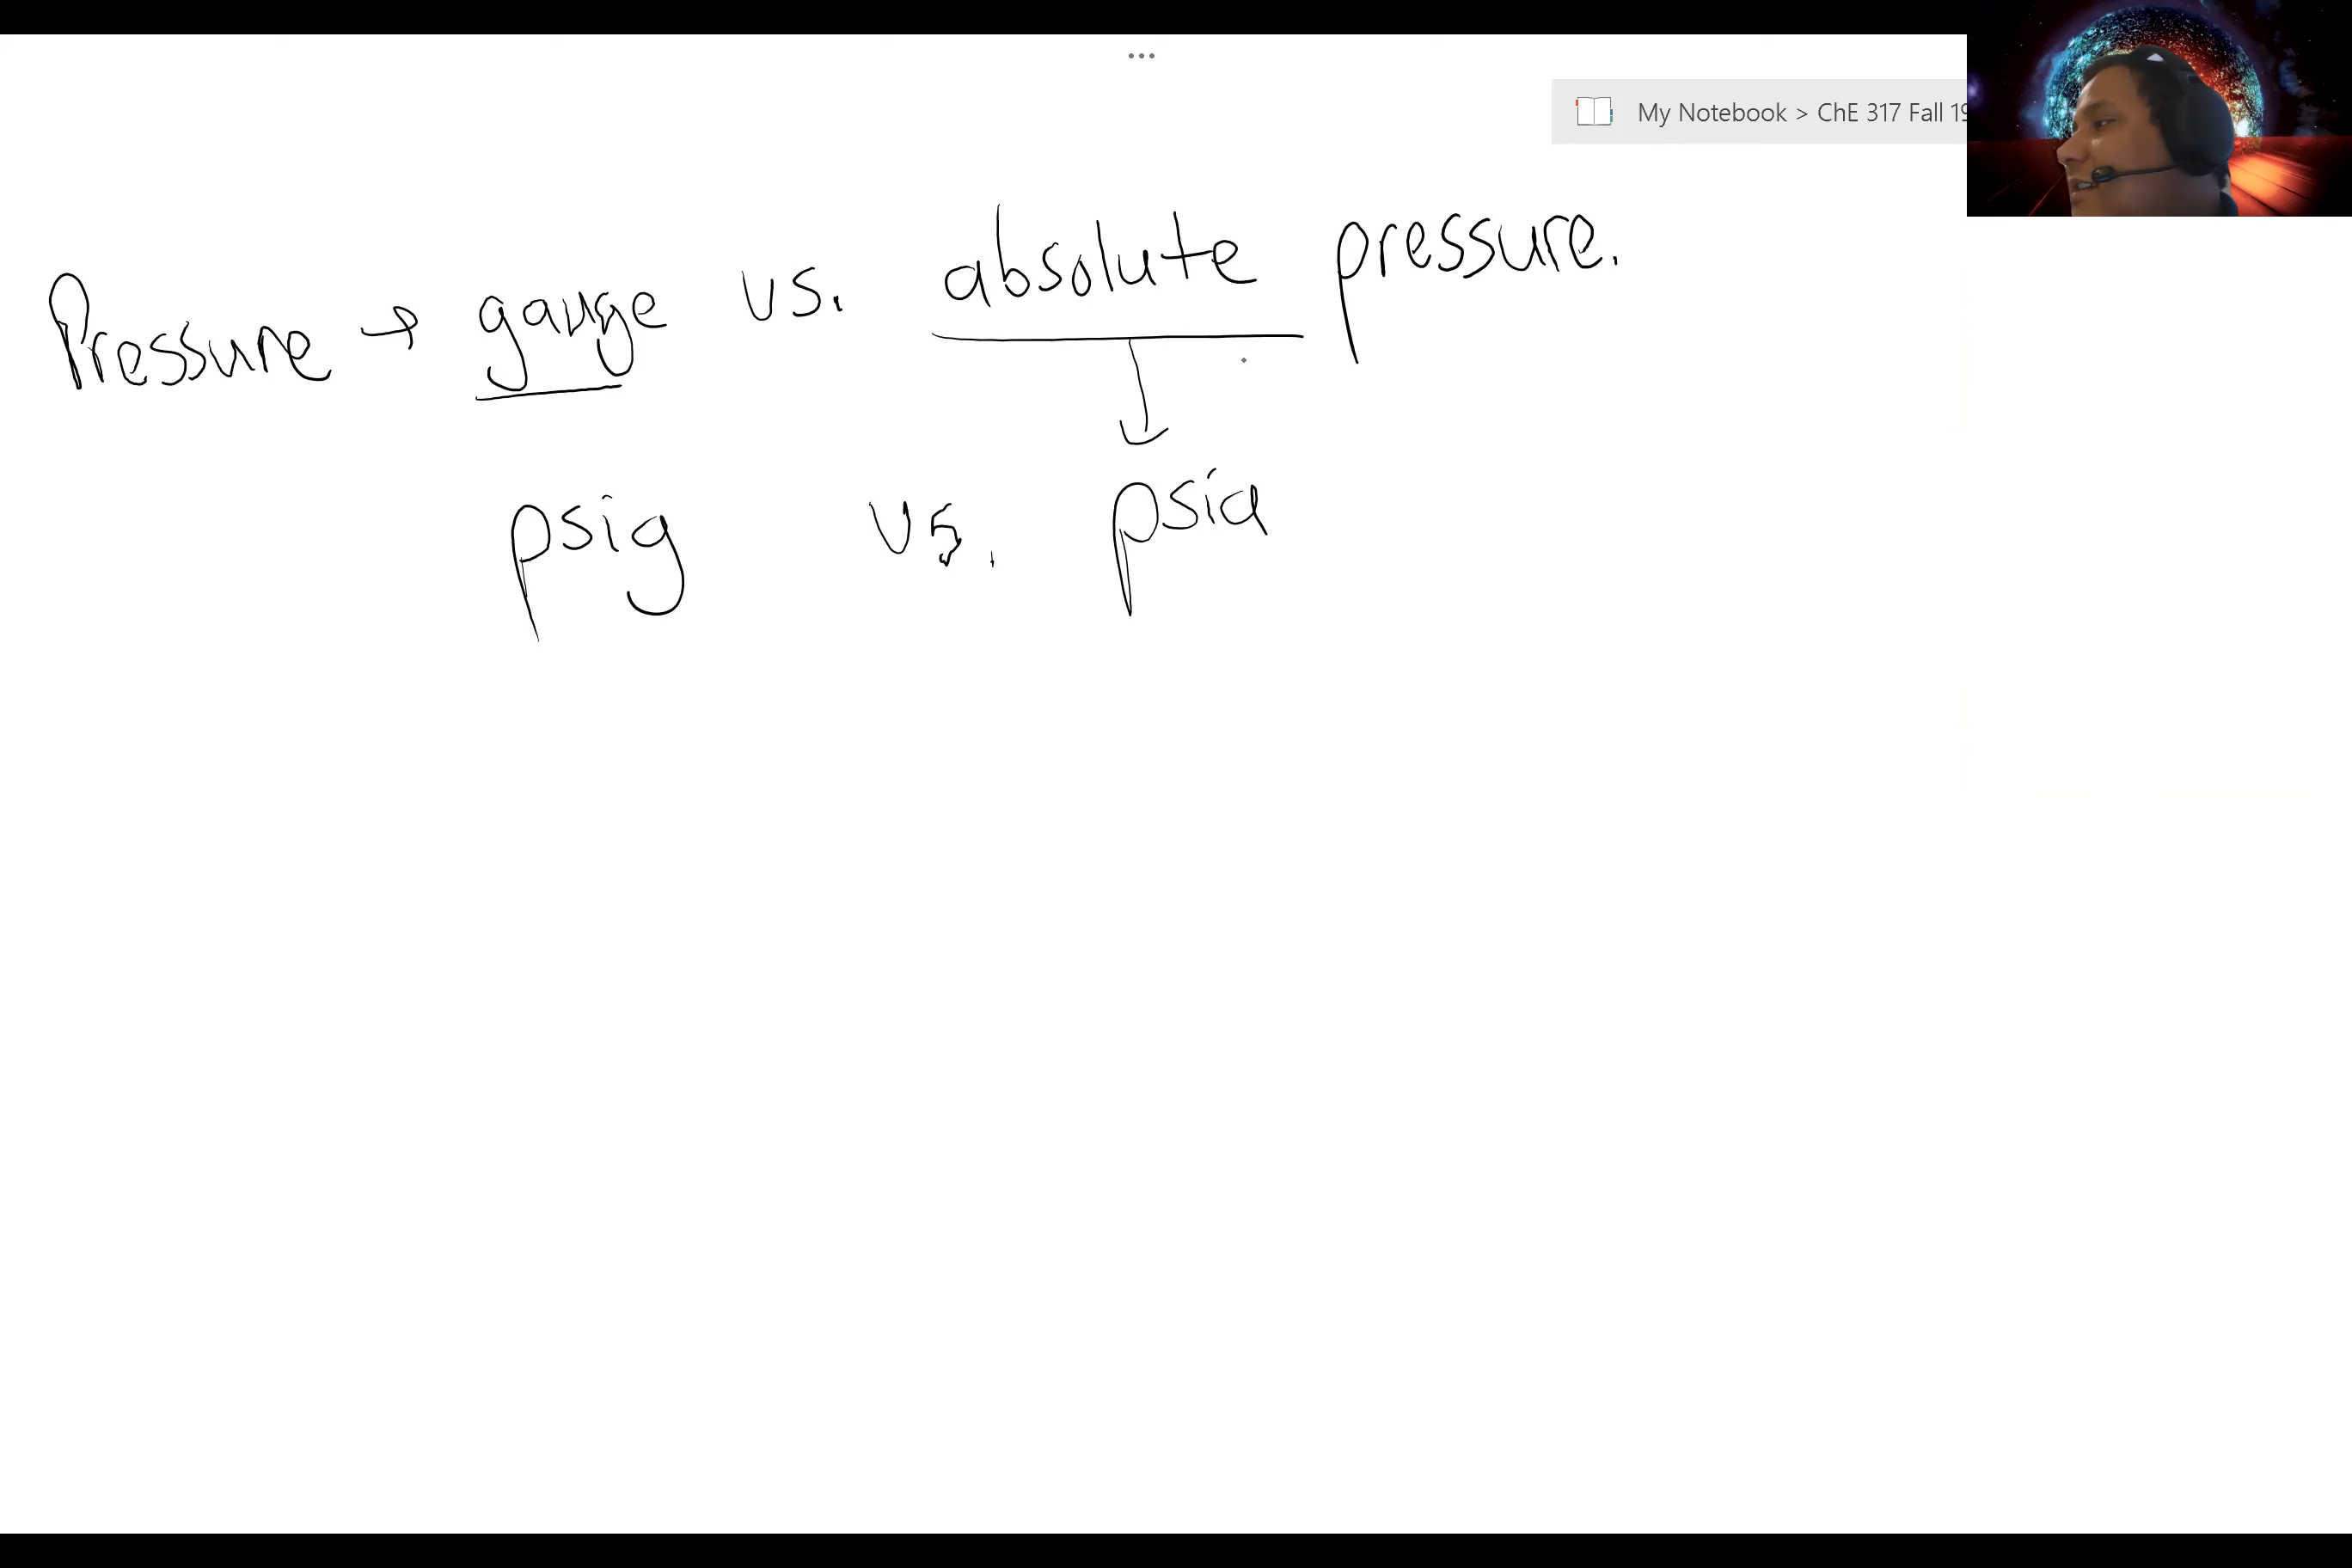 My Notebook > ChE 317 Fall 19
Pressure → gauge vs. absolute pressure.
psig vs. psia